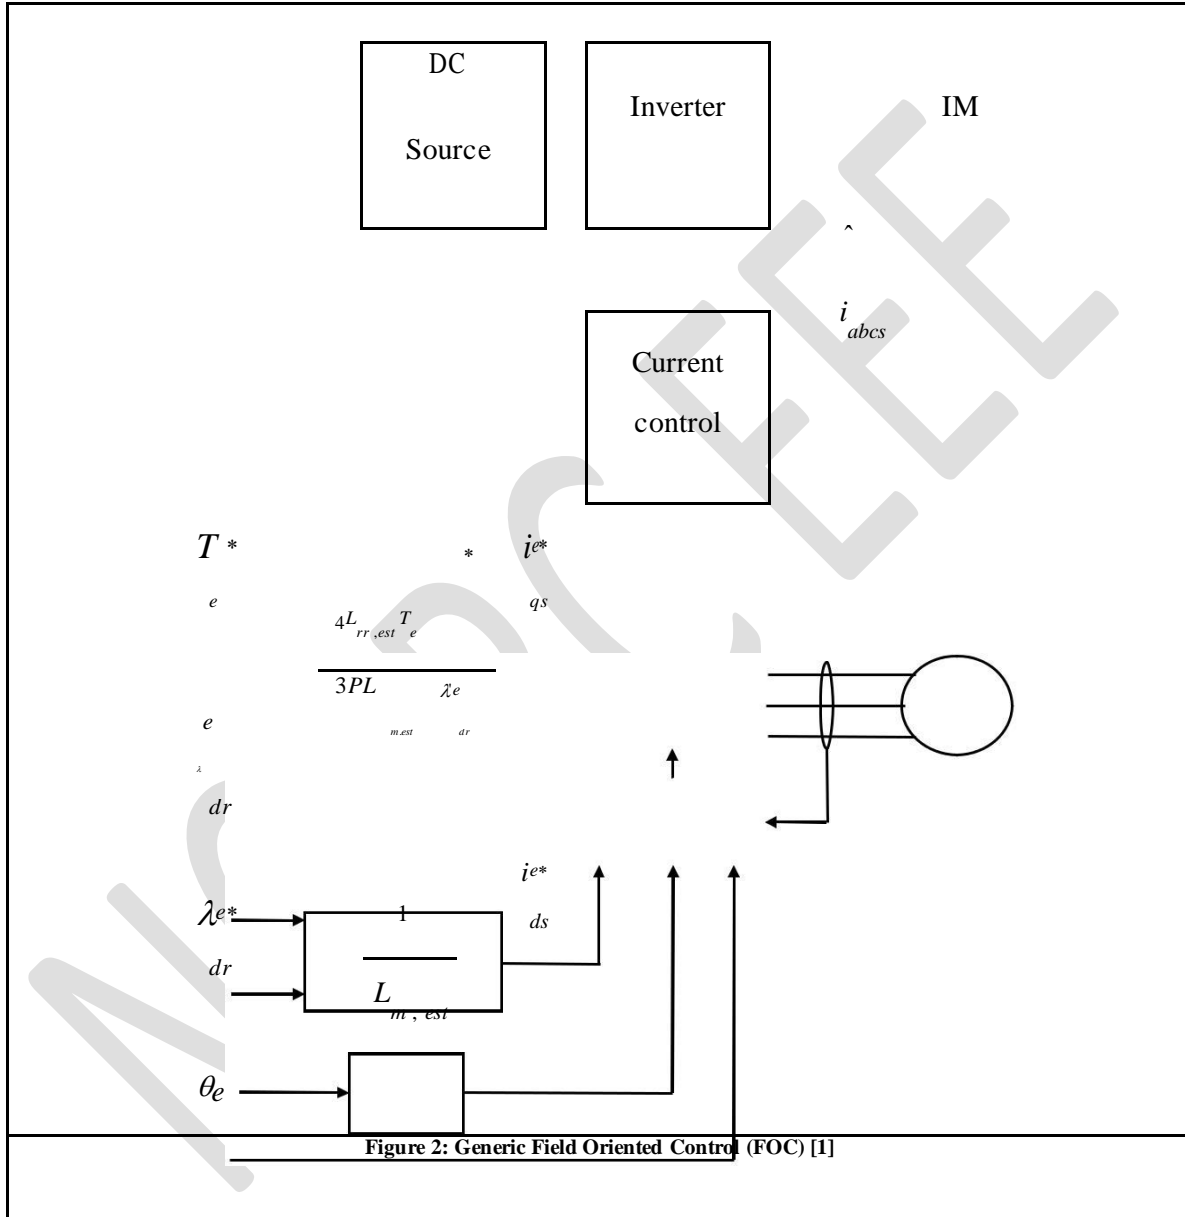 DC
Inverter IM
Source
ˆ
i
abcs
Current
control
T * * ie*
e qs
4L rr ,est T e
3PL λ'e
m.est dr
e
λ
dr
ie*
λe* 1 ds
dr
L
m , est
θe
Figure 2: Generic Field Oriented Control (FOC) [1]